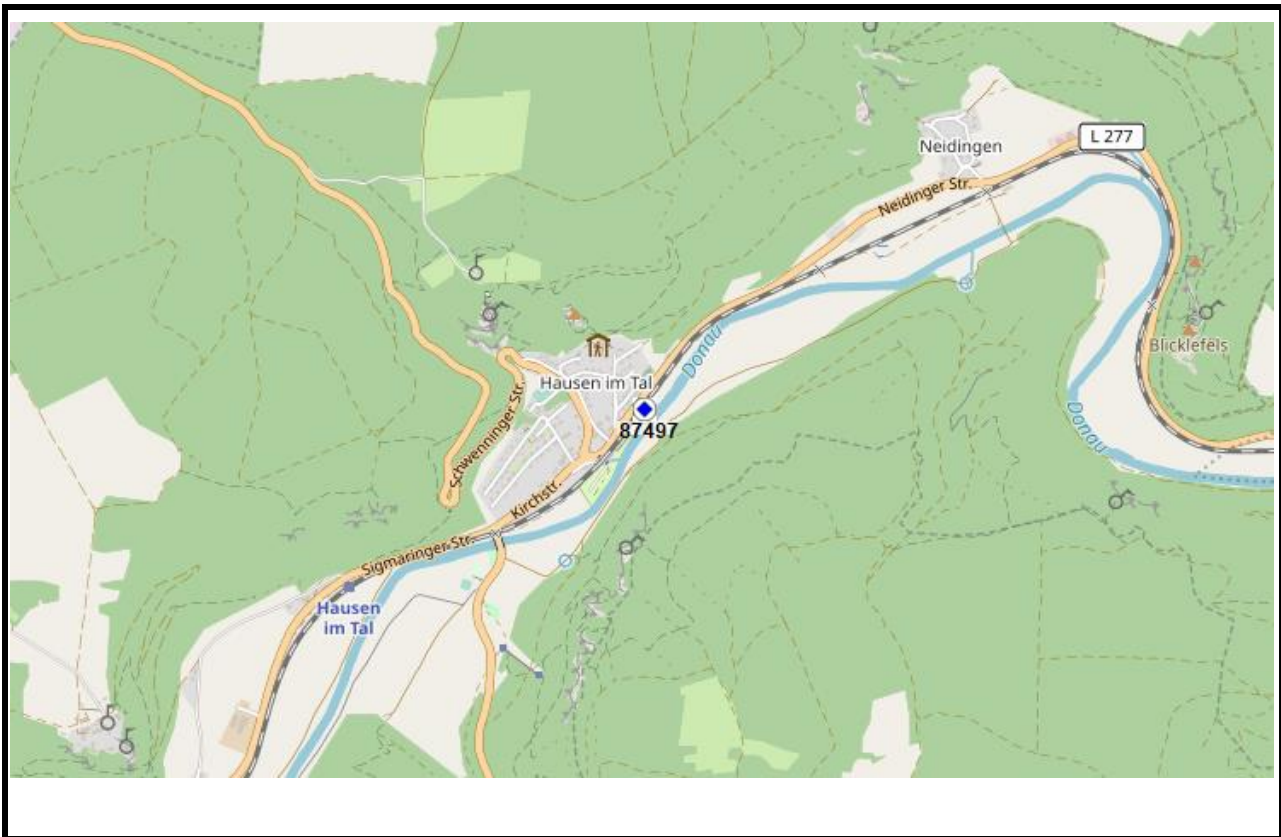 L 277
Neidingen
Neidinger Str.
Donau
Blicklefels
Hausen im Tal
87497
Schwenninger Str.
Donau
Kirchstr.
Sigmaringer Str.
Hausen
im Tal